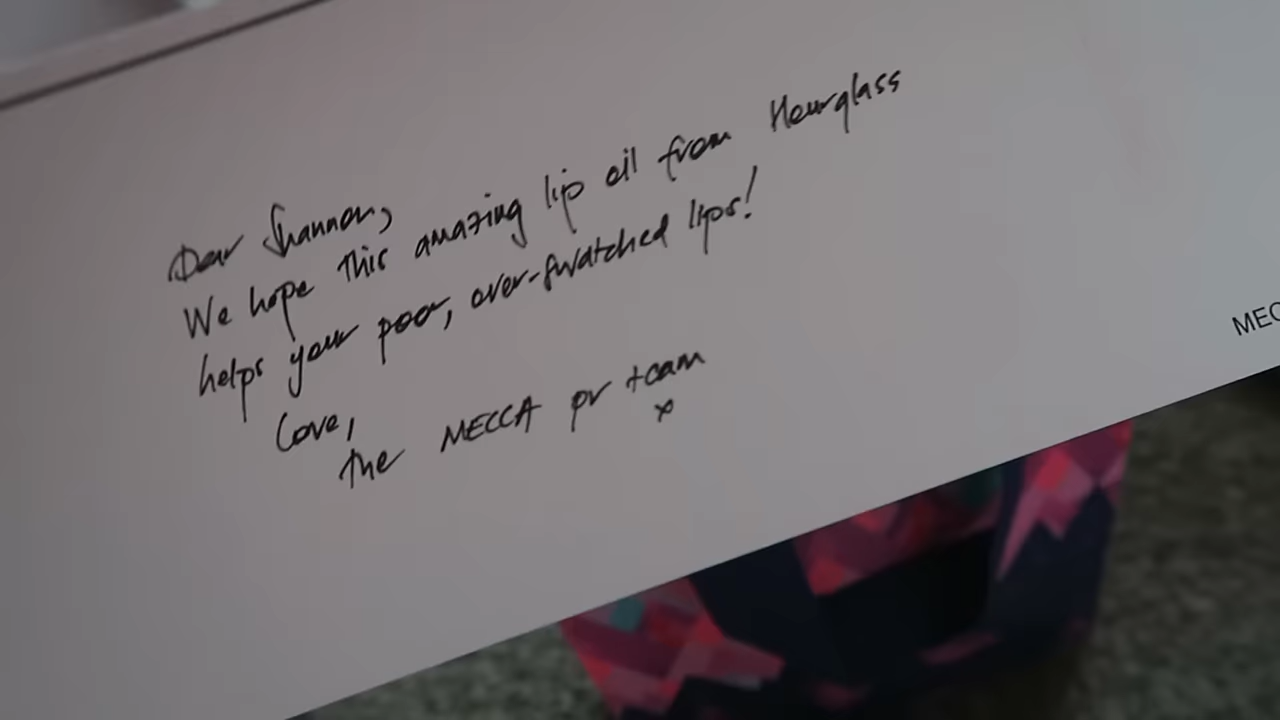 Dear Shannon,
We hope this amazing lip oil from Hourglass
helps your poor, over-swatched lips!
Love,
The MECCA pr team
x
MEC